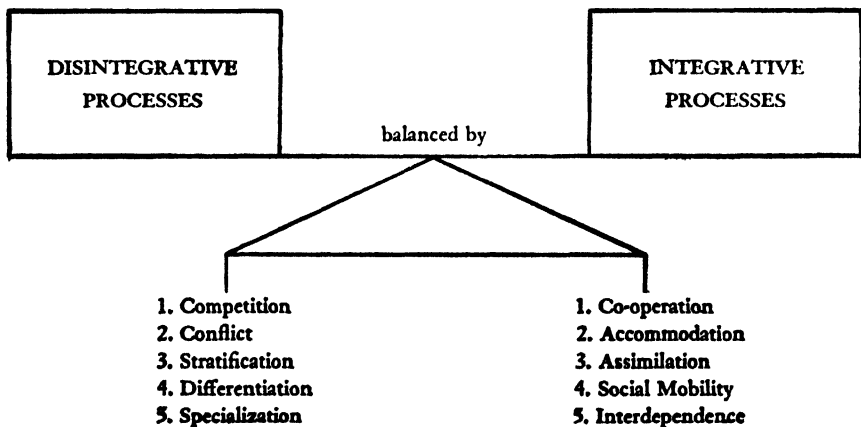 DISINTEGRATIVE
PROCESSES
INTEGRATIVE
PROCESSES
balanced by
1. Competition
2. Conflict
3. Stratification
4. Differentiation
5. Specialization
1. Co-operation
2. Accommodation
3. Assimilation
4. Social Mobility
5. Interdependence